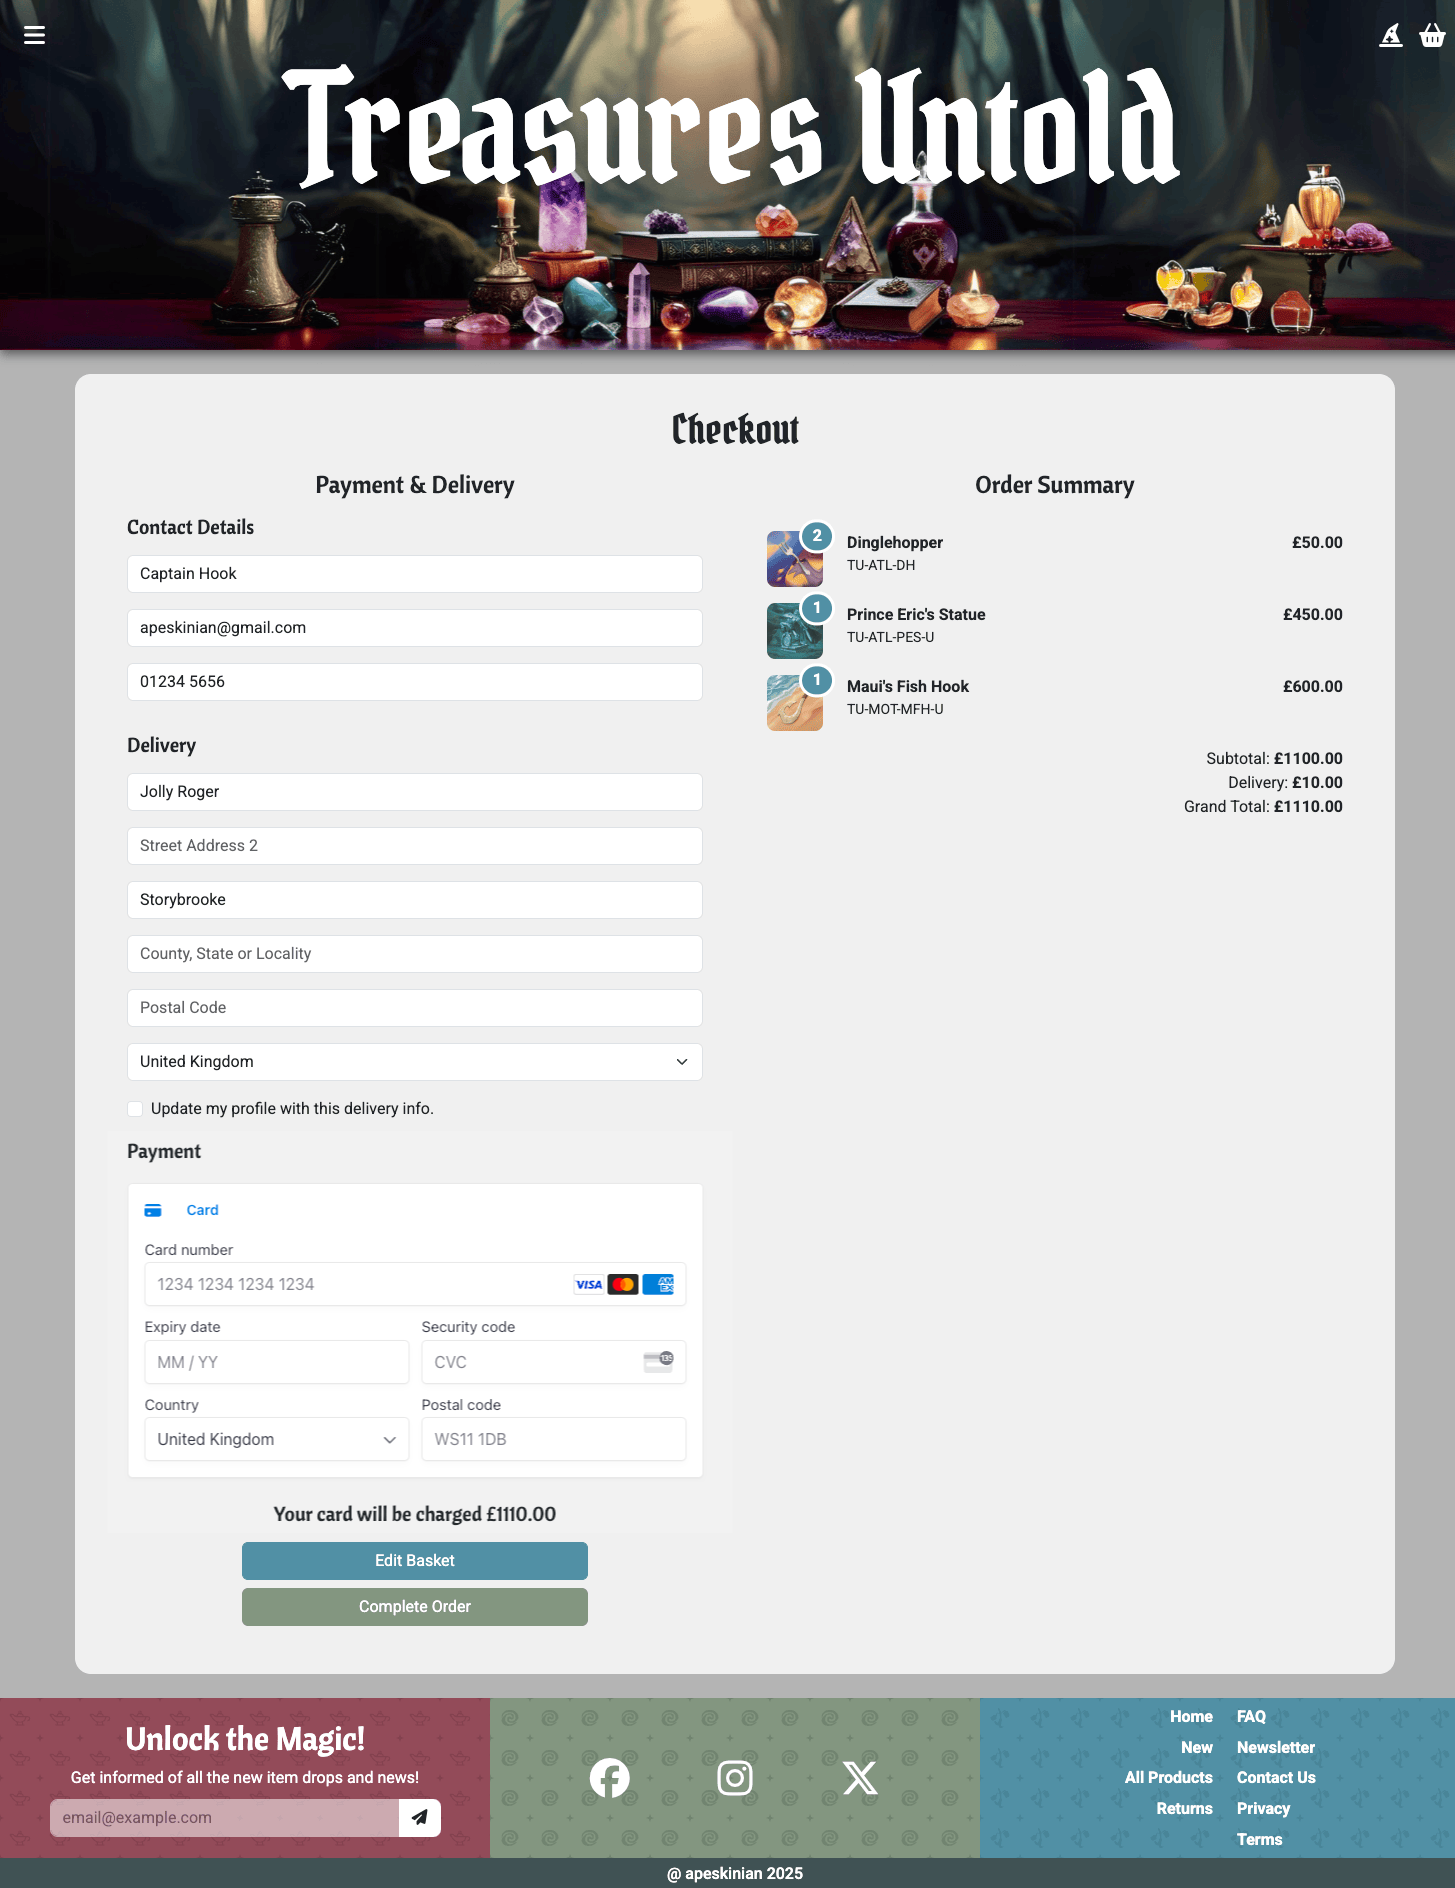 Treasures Untold
Checkout
Payment & Delivery
Contact Details
Captain Hook
apeskinian@gmail.com
01234 5656
Delivery
Jolly Roger
Street Address 2
Storybrooke
County, State or Locality
Postal Code
United Kingdom
Update my profile with this delivery info.
Payment
Card
Card number
1234 1234 1234 1234
VISA
AM
EX
Expiry date
Security code
MM / YY
CVC
135
Country
Postal code
United Kingdom
WS11 1DB
Your card will be charged £1110.00
Edit Basket
Complete Order
Order Summary
2
Dinglehopper
£50.00
TU-ATL-DH
1
Prince Eric's Statue
£450.00
TU-ATL-PES-U
1
Maui's Fish Hook
£600.00
TU-MOT-MFH-U
Subtotal: £1100.00
Delivery: £10.00
Grand Total: £1110.00
Unlock the Magic!
Get informed of all the new item drops and news!
email@example.com
Home
New
All Products
Returns
FAQ
Newsletter
Contact Us
Privacy
Terms
@ apeskinian 2025